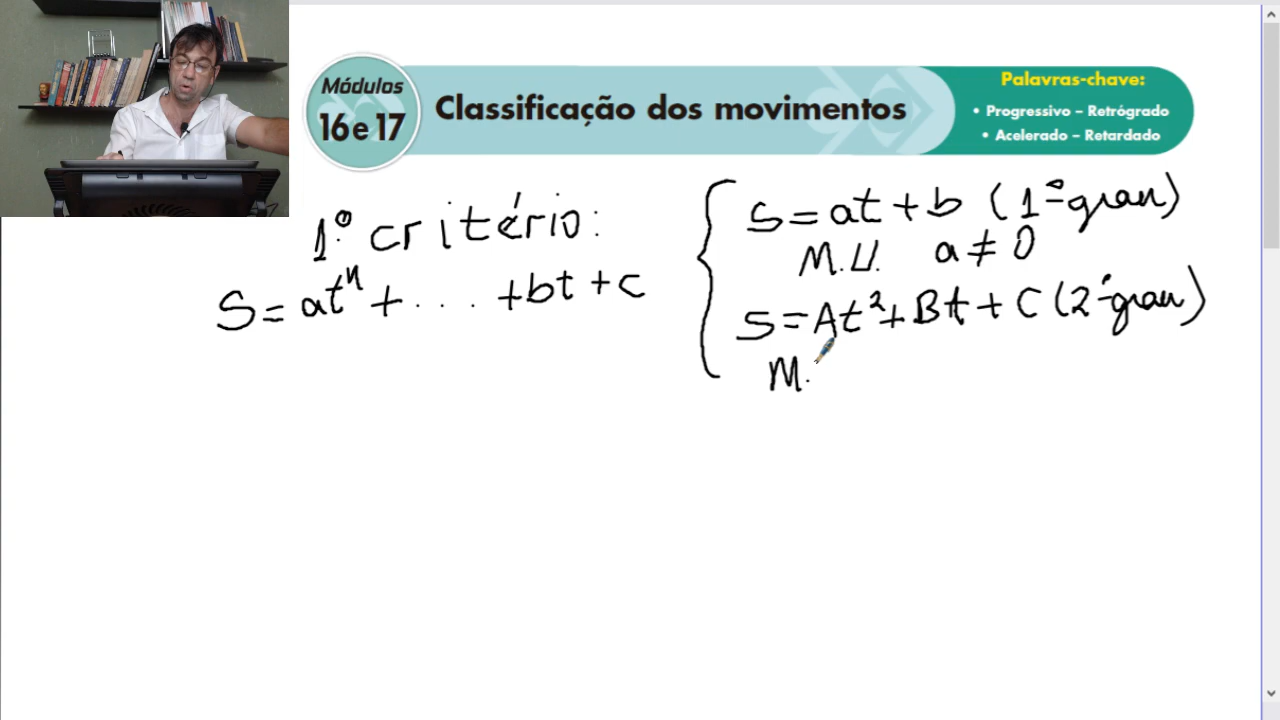 Módulos
16 e 17
Classificação dos movimentos
Palavras-chave:
• Progressivo – Retrógrado
• Acelerado – Retardado
1.º critério:
S = atⁿ + .... + bt + c
S = at + b (1º grau)
M.U. a ≠ 0
S = At² + Bt + C (2º grau)
M.